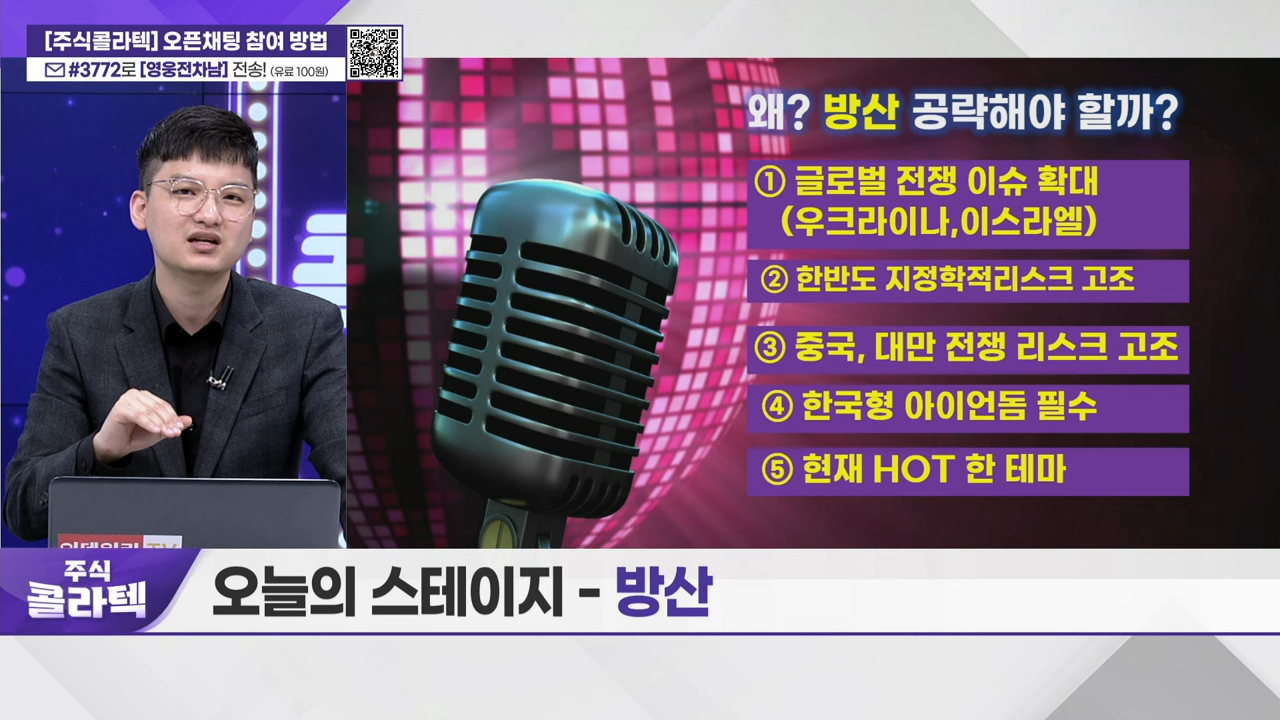 [주식콜라텍] 오픈채팅 참여 방법
#3772로 [영웅전차남] 전송! (유료 100원)
왜? 방산 공략해야 할까?
① 글로벌 전쟁 이슈 확대
(우크라이나,이스라엘)
② 한반도 지정학적리스크 고조
③ 중국, 대만 전쟁 리스크 고조
④ 한국형 아이언돔 필수
⑤ 현재 HOT 한 테마
주식
콜라텍
오늘의 스테이지 - 방산